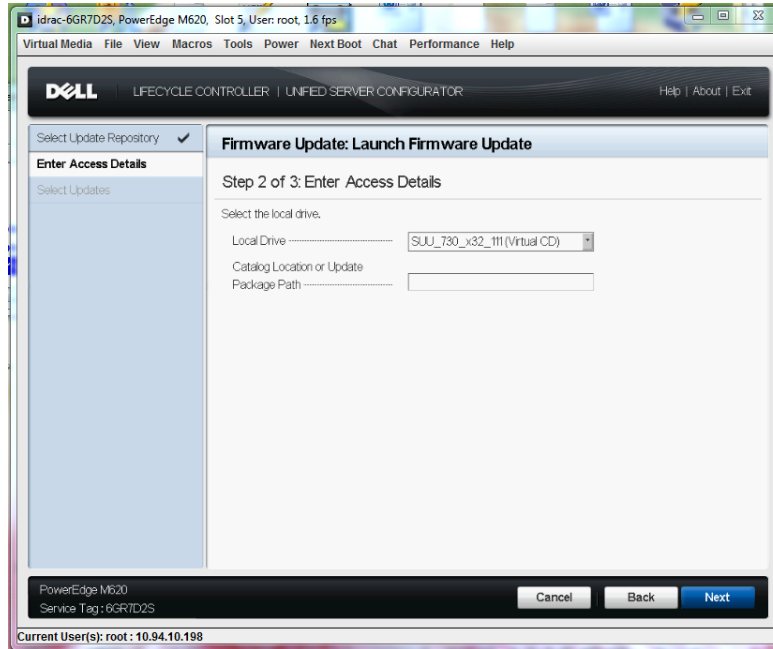 idrac-6GR7D2S, PowerEdge M620, Slot 5, User: root, 1.6 fps
Virtual Media File View Macros Tools Power Next Boot Chat Performance Help
DELL LIFECYCLE CONTROLLER | UNIFIED SERVER CONFIGURATOR Help | About | Exit
Select Update Repository
Enter Access Details
Select Updates
Firmware Update: Launch Firmware Update
Step 2 of 3: Enter Access Details
Select the local drive.
Local Drive SUU_730_x32_111 (Virtual CD)
Catalog Location or Update
Package Path
PowerEdge M620
Service Tag : 6GR7D2S
Cancel Back Next
Current User(s): root : 10.94.10.198